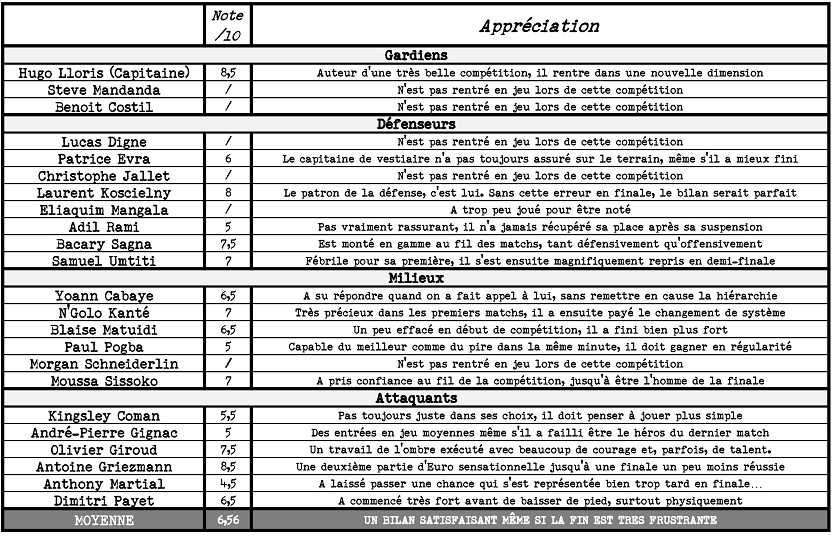 Note /10 Appréciation
Gardiens
Hugo Lloris (Capitaine) 8,5 Auteur d'une très belle compétition, il rentre dans une nouvelle dimension
Steve Mandanda / N'est pas rentré en jeu lors de cette compétition
Benoit Costil / N'est pas rentré en jeu lors de cette compétition
Défenseurs
Lucas Digne / N'est pas rentré en jeu lors de cette compétition
Patrice Evra 6 Le capitaine de vestiaire n'a pas toujours assuré sur le terrain, même s'il a mieux fini
Christophe Jallet / N'est pas rentré en jeu lors de cette compétition
Laurent Koscielny 8 Le patron de la défense, c'est lui. Sans cette erreur en finale, le bilan serait parfait
Eliaquim Mangala / A trop peu joué pour être noté
Adil Rami 5 Pas vraiment rassurant, il n'a jamais récupéré sa place après sa suspension
Bacary Sagna 7,5 Est monté en gamme au fil des matchs, tant défensivement qu'offensivement
Samuel Umtiti 7 Fébrile pour sa première, il s'est ensuite magnifiquement repris en demi-finale
Milieux
Yoann Cabaye 6,5 A su répondre quand on a fait appel à lui, sans remettre en cause la hiérarchie
N'Golo Kanté 7 Très précieux dans les premiers matchs, il a ensuite payé le changement de système
Blaise Matuidi 6,5 Un peu effacé en début de compétition, il a fini bien plus fort
Paul Pogba 5 Capable du meilleur comme du pire dans la même minute, il doit gagner en régularité
Morgan Schneiderlin / N'est pas rentré en jeu lors de cette compétition
Moussa Sissoko 7 A pris confiance au fil de la compétition, jusqu'à être l'homme de la finale
Attaquants
Kingsley Coman 5,5 Pas toujours juste dans ses choix, il doit penser à jouer plus simple
André-Pierre Gignac 5 Des entrées en jeu moyennes même s'il a failli être le héros du dernier match
Olivier Giroud 7,5 Un travail de l'ombre exécuté avec beaucoup de courage et, parfois, de talent.
Antoine Griezmann 8,5 Une deuxième partie d'Euro sensationnelle jusqu'à une finale un peu moins réussie
Anthony Martial 4,5 A laissé passer une chance qui s'est représentée bien trop tard en finale...
Dimitri Payet 6,5 A commencé très fort avant de baisser de pied, surtout physiquement
MOYENNE 6,56 UN BILAN SATISFAISANT MÊME SI LA FIN EST TRES FRUSTRANTE